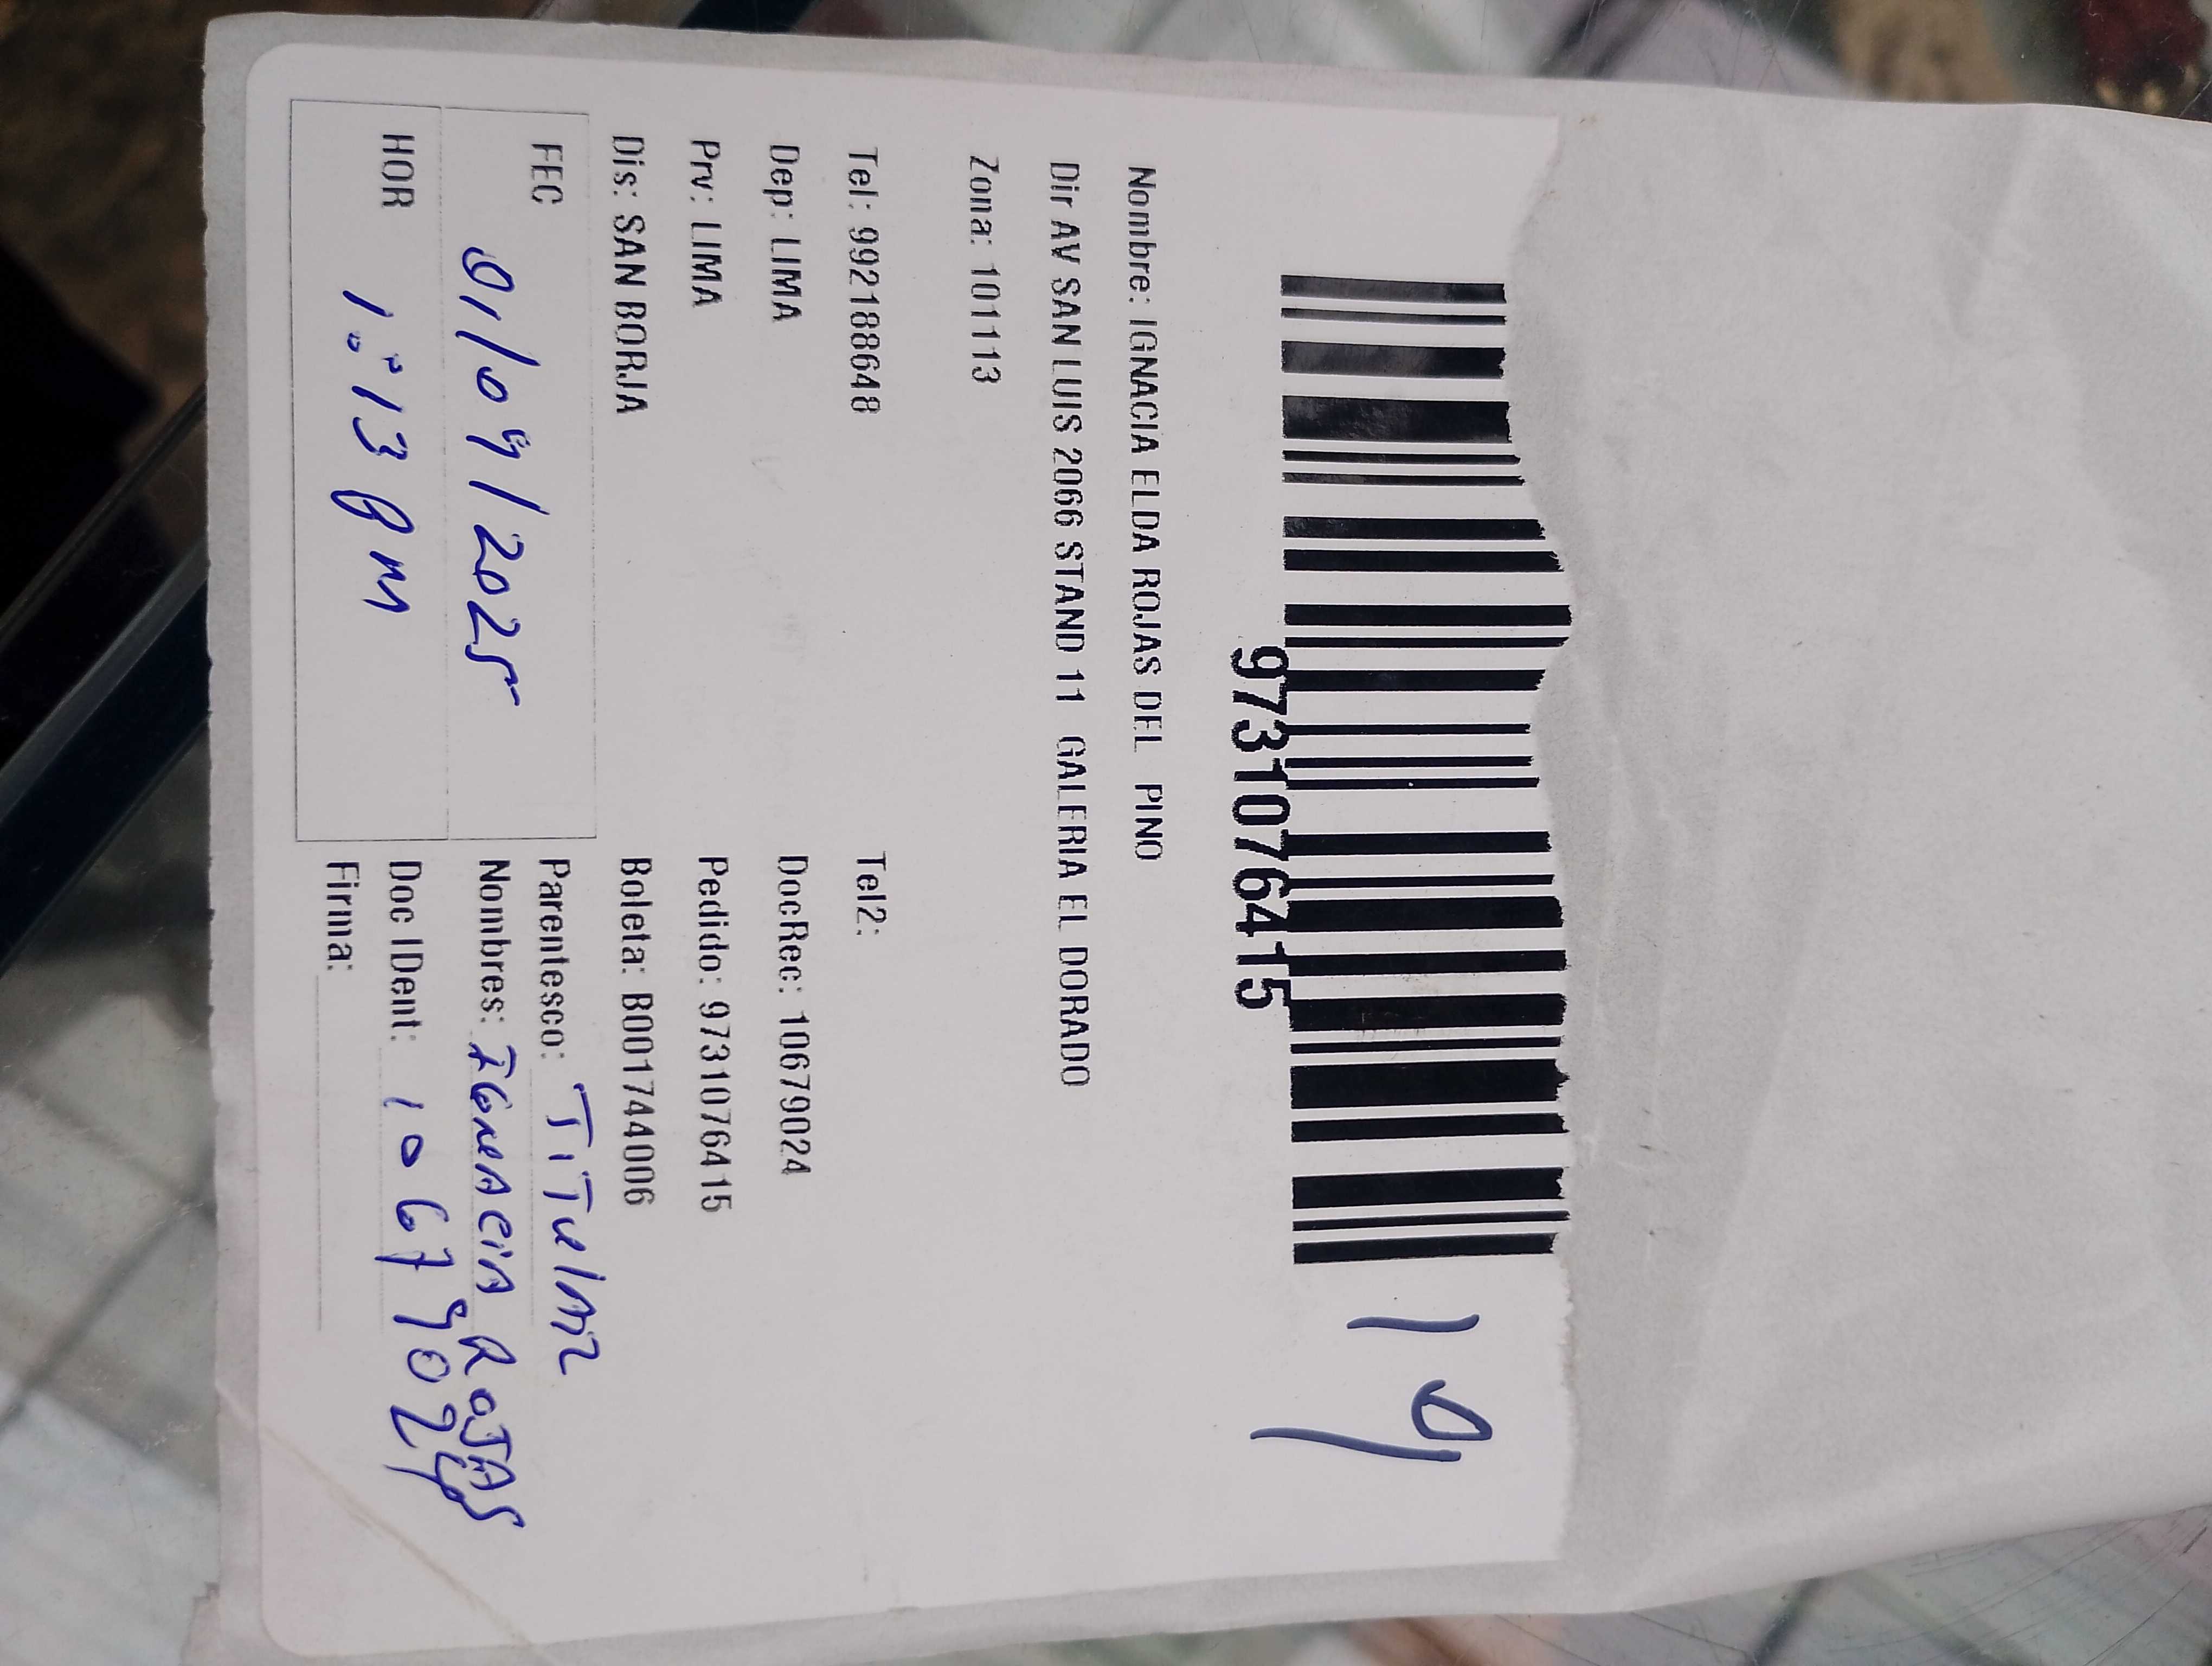 19
9731076415
Nombre: IGNACIA ELDA ROJAS DEL PINO
Dir AV SAN LUIS 2066 STAND 11 GALERIA EL DORADO
Zona: 101113
Tel: 992188648 Tel2:
Dep: LIMA DocRec: 10679024
Prv: LIMA Pedido: 9731076415
Dis: SAN BORJA Boleta: B001744006
FEC 01/09/2025 Parentesco: TiTulAR
Nombres: IGNACIA ROJAS
HOR 1:13 pm Doc IDent: 10679024
Firma: